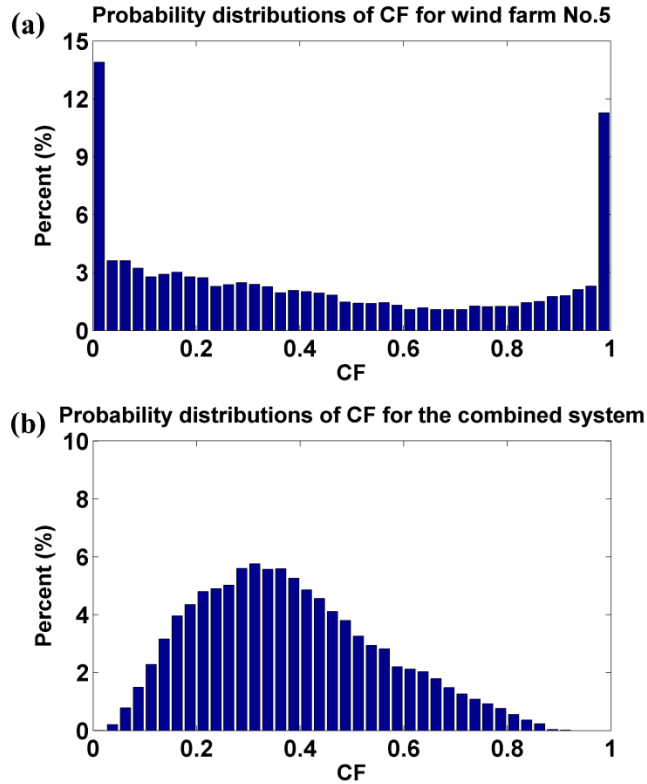 (a) Probability distributions of CF for wind farm No.5
15
12
9
6
3
0
Percent (%)
0 0.2 0.4 0.6 0.8 1
CF
(b) Probability distributions of CF for the combined system
10
8
6
4
2
0
Percent (%)
0 0.2 0.4 0.6 0.8 1
CF